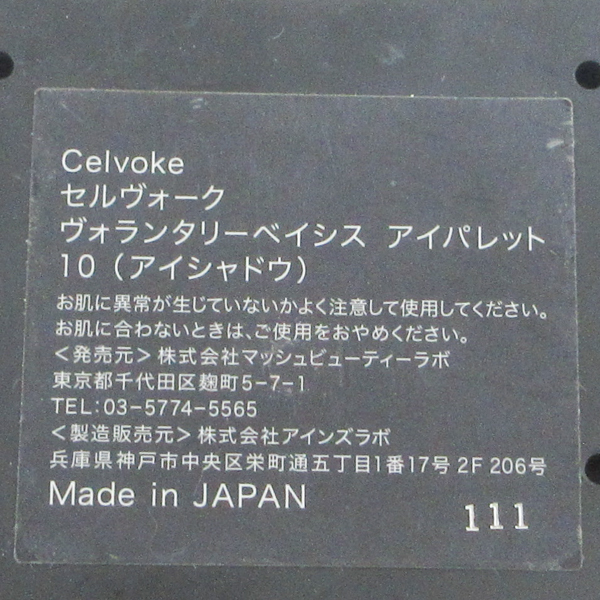 Celvoke
セルヴォーク
ヴォランタリーベイシス アイパレット
10（アイシャドウ）
お肌に異常が生じていないかよく注意して使用してください。
お肌に合わないときは、ご使用をおやめください。
＜発売元＞株式会社マッシュビューティーラボ
東京都千代田区麹町5-7-1
TEL:03-5774-5565
＜製造販売元＞株式会社アインズラボ
兵庫県神戸市中央区栄町通五丁目1番17号 2F 206号
Made in JAPAN
111